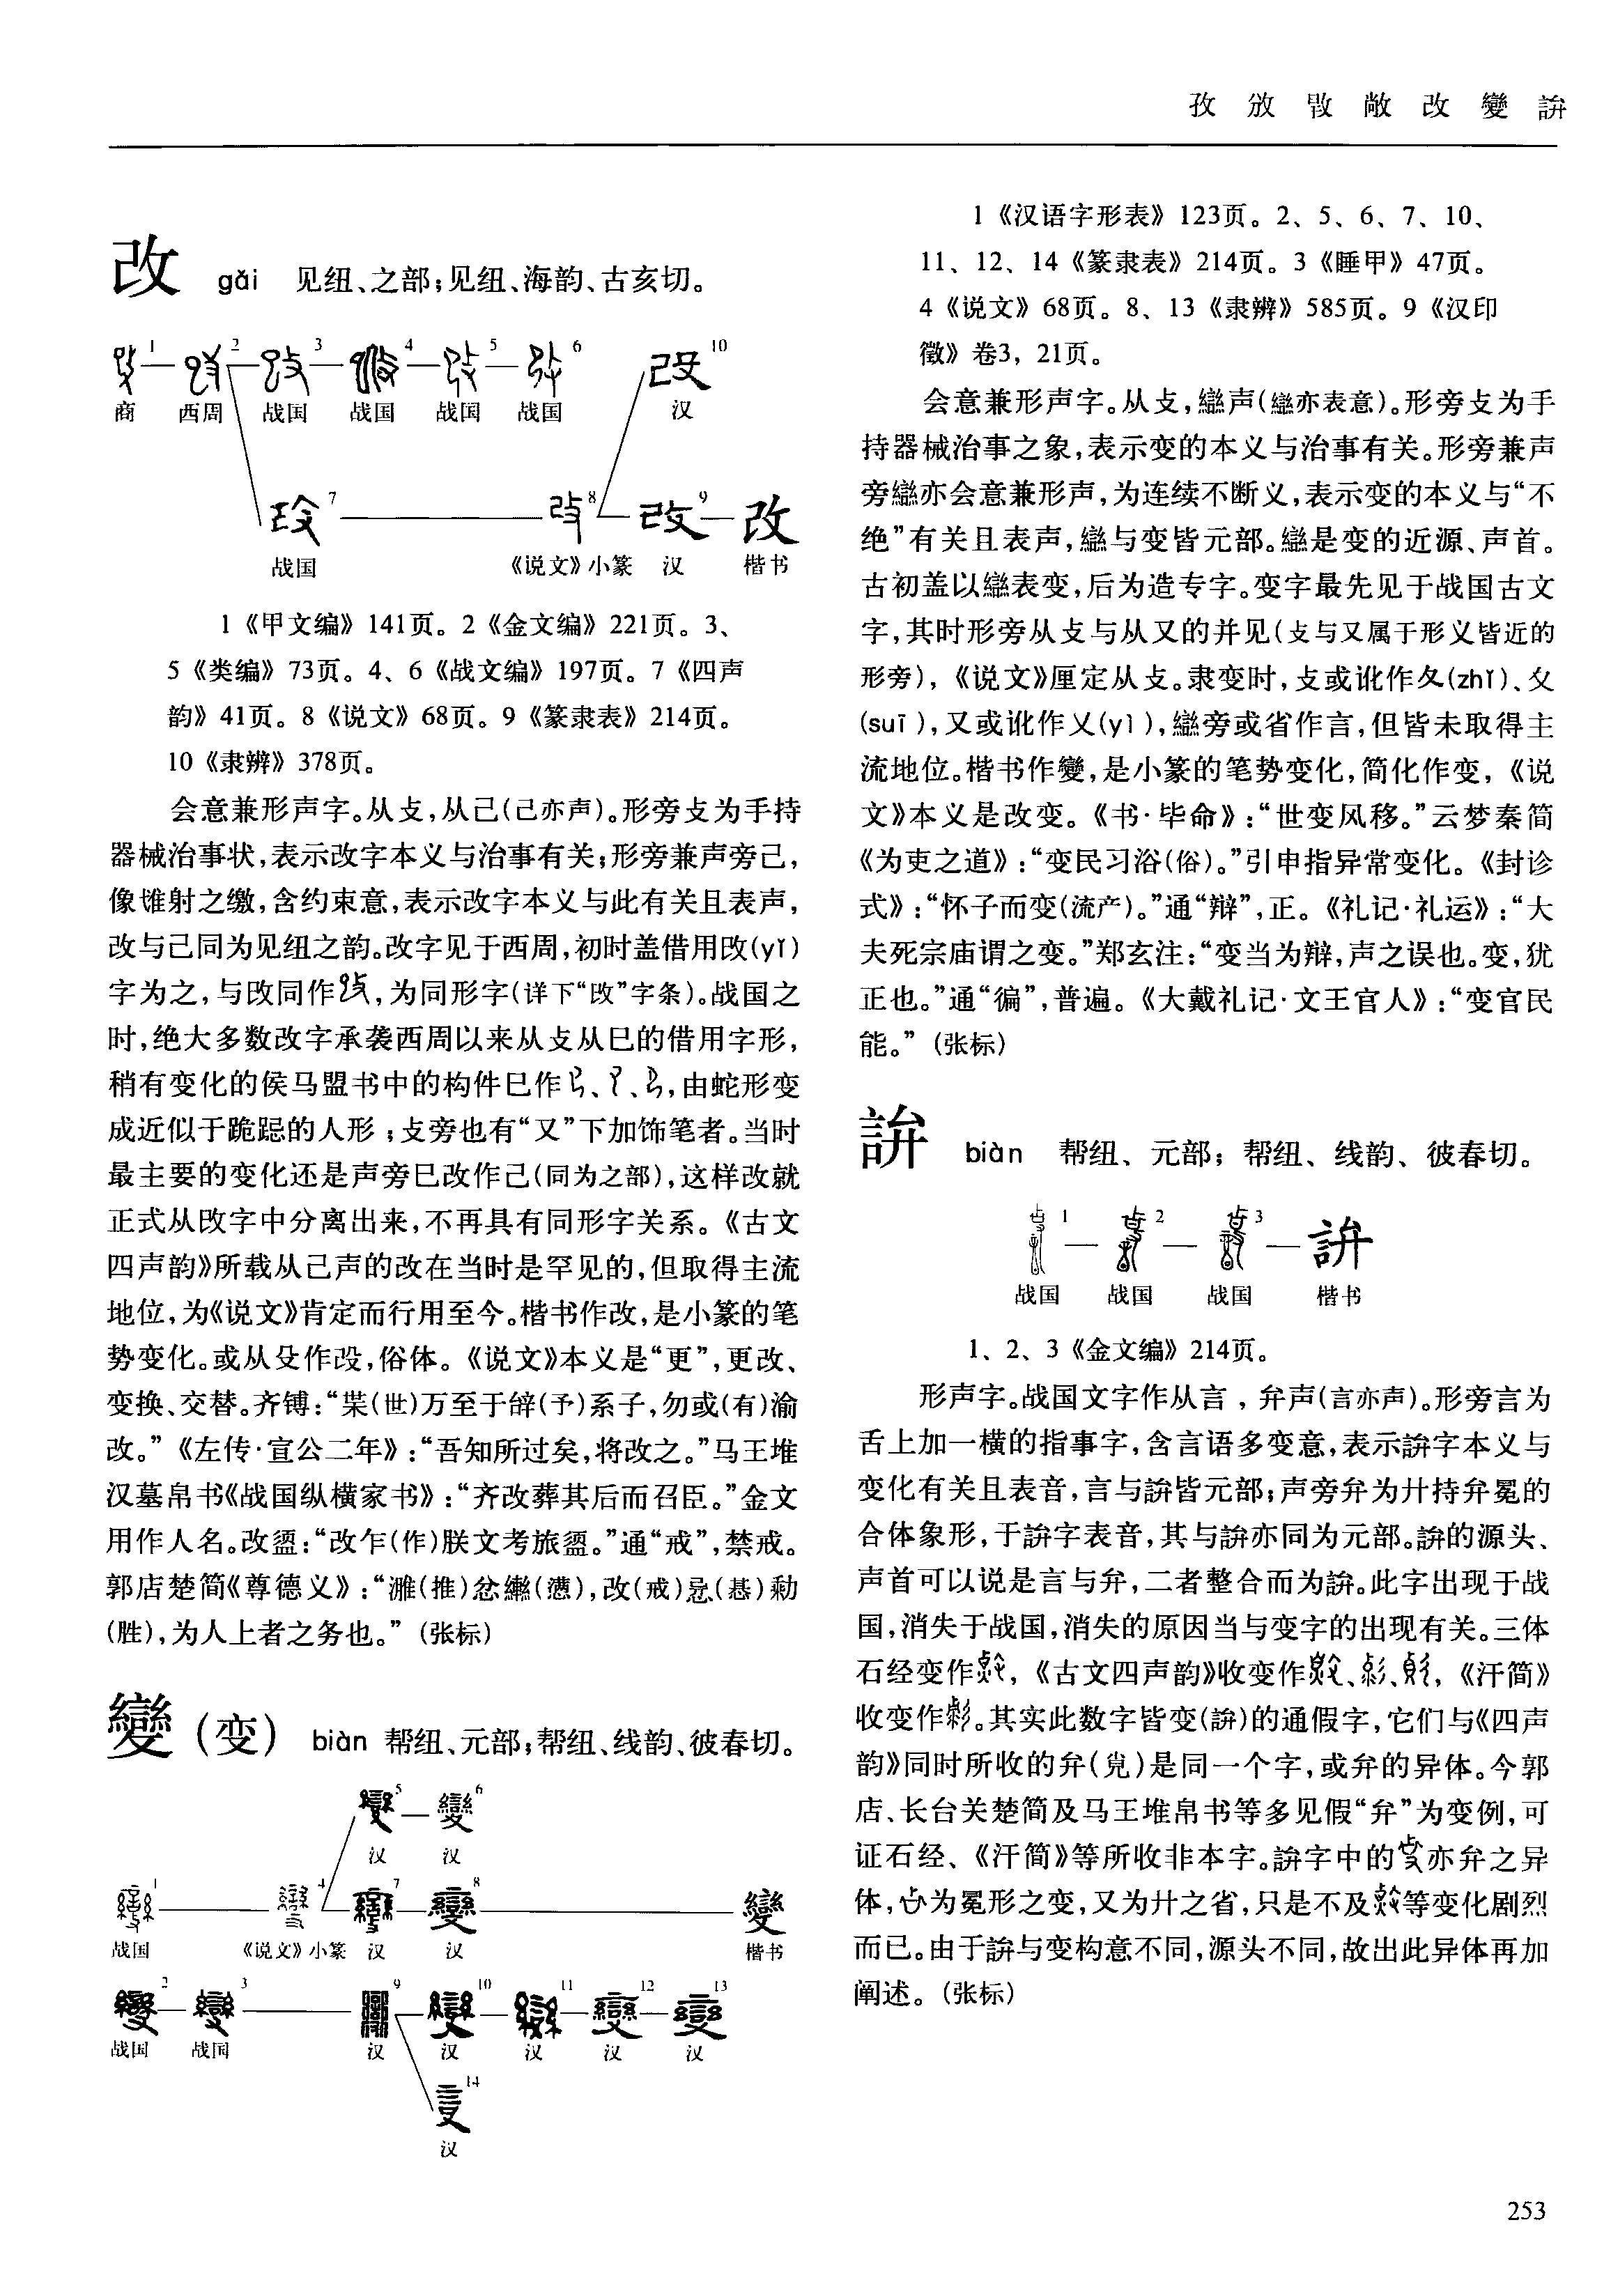 孜 敚 敞 改 變 詳
改 gǎi 见纽、之部;见纽、海韵、古亥切。
1 2 3 4 5 6 10
商 西周 战国 战国 战国 战国 汉
7 8 9 改
战国 《说文》小篆 汉 楷书
1《甲文编》141页。2《金文编》221页。3、
5《类编》73页。4、6《战文编》197页。7《四声
韵》41页。8《说文》68页。9《篆隶表》214页。
10《隶辨》378页。
会意兼形声字。从攴,从己(己亦声)。形旁攴为手持
器械治事状,表示改字本义与治事有关;形旁兼声旁己,
像雉射之缴,含约束意,表示改字本义与此有关且表声,
改与己同为见纽之韵。改字见于西周,初时盖借用攺(yǐ)
字为之,与攺同作,为同形字(详下“攺”字条)。战国之
时,绝大多数改字承袭西周以来从攴从巳的借用字形,
稍有变化的侯马盟书中的构件巳作、、,由蛇形变
成近似于跪跽的人形;攴旁也有“又”下加饰笔者。当时
最主要的变化还是声旁巳改作己(同为之部),这样改就
正式从攺字中分离出来,不再具有同形字关系。《古文
四声韵》所载从己声的改在当时是罕见的,但取得主流
地位,为《说文》肯定而行用至今。楷书作改,是小篆的笔
势变化。或从殳作,俗体。《说文》本义是“更”,更改、
变换、交替。齐镈:“枼(世)万至于辝(予)系子,勿或(有)渝
改。”《左传·宣公二年》:“吾知所过矣,将改之。”马王堆
汉墓帛书《战国纵横家书》:“齐改葬其后而召臣。”金文
用作人名。改盨:“改乍(作)朕文考旅盨。”通“戒”,禁戒。
郭店楚简《尊德义》:“濉(推)忿(懑),改(戒)惎(惎)勶
(胜),为人上者之务也。”(张标)
變(变) biàn 帮纽、元部;帮纽、线韵、彼眷切。
5 6
汉 汉
1 4 7 8 變
战国 《说文》小篆 汉 汉 楷书
2 3 9 10 11 12 13
战国 战国 汉 汉 汉 汉 汉
14
汉
1《汉语字形表》123页。2、5、6、7、10、
11、12、14《篆隶表》214页。3《睡甲》47页。
4《说文》68页。8、13《隶辨》585页。9《汉印
徵》卷3,21页。
会意兼形声字。从攴,䜌声(䜌亦表意)。形旁攴为手
持器械治事之象,表示变的本义与治事有关。形旁兼声
旁䜌亦会意兼形声,为连续不断义,表示变的本义与“不
绝”有关且表声,䜌与变皆元部。䜌是变的近源、声首。
古初盖以䜌表变,后为造专字。变字最先见于战国古文
字,其时形旁从攴与从又的并见(攴与又属于形义皆近的
形旁),《说文》厘定从攴。隶变时,攴或讹作夂(zhǐ)、夊
(suī),又或讹作乂(yì),䜌旁或省作言,但皆未取得主
流地位。楷书作變,是小篆的笔势变化,简化作变,《说
文》本义是改变。《书·毕命》:“世变风移。”云梦秦简
《为吏之道》:“变民习浴(俗)。”引申指异常变化。《封诊
式》:“怀子而变(流产)。”通“辩”,正。《礼记·礼运》:“大
夫死宗庙谓之变。”郑玄注:“变当为辩,声之误也。变,犹
正也。”通“徧”,普遍。《大戴礼记·文王官人》:“变官民
能。”(张标)
誁 biàn 帮纽、元部;帮纽、线韵、彼眷切。
1 2 3
战国 战国 战国 楷书
1、2、3《金文编》214页。
形声字。战国文字作从言,弁声(言亦声)。形旁言为
舌上加一横的指事字,含言语多变意,表示誁字本义与
变化有关且表音,言与誁皆元部;声旁弁为廾持弁冕的
合体象形,于誁字表音,其与誁亦同为元部。誁的源头、
声首可以说是言与弁,二者整合而为誁。此字出现于战
国,消失于战国,消失的原因当与变字的出现有关。三体
石经变作,《古文四声韵》收变作、、,《汗简》
收变作。其实此数字皆变(誁)的通假字,它们与《四声
韵》同时所收的弁(㝸)是同一个字,或弁的异体。今郭
店、长台关楚简及马王堆帛书等多见假“弁”为变例,可
证石经、《汗简》等所收非本字。誁字中的亦弁之异
体,为冕形之变,又为廾之省,只是不及等变化剧烈
而已。由于誁与变构意不同,源头不同,故出此异体再加
阐述。(张标)
253